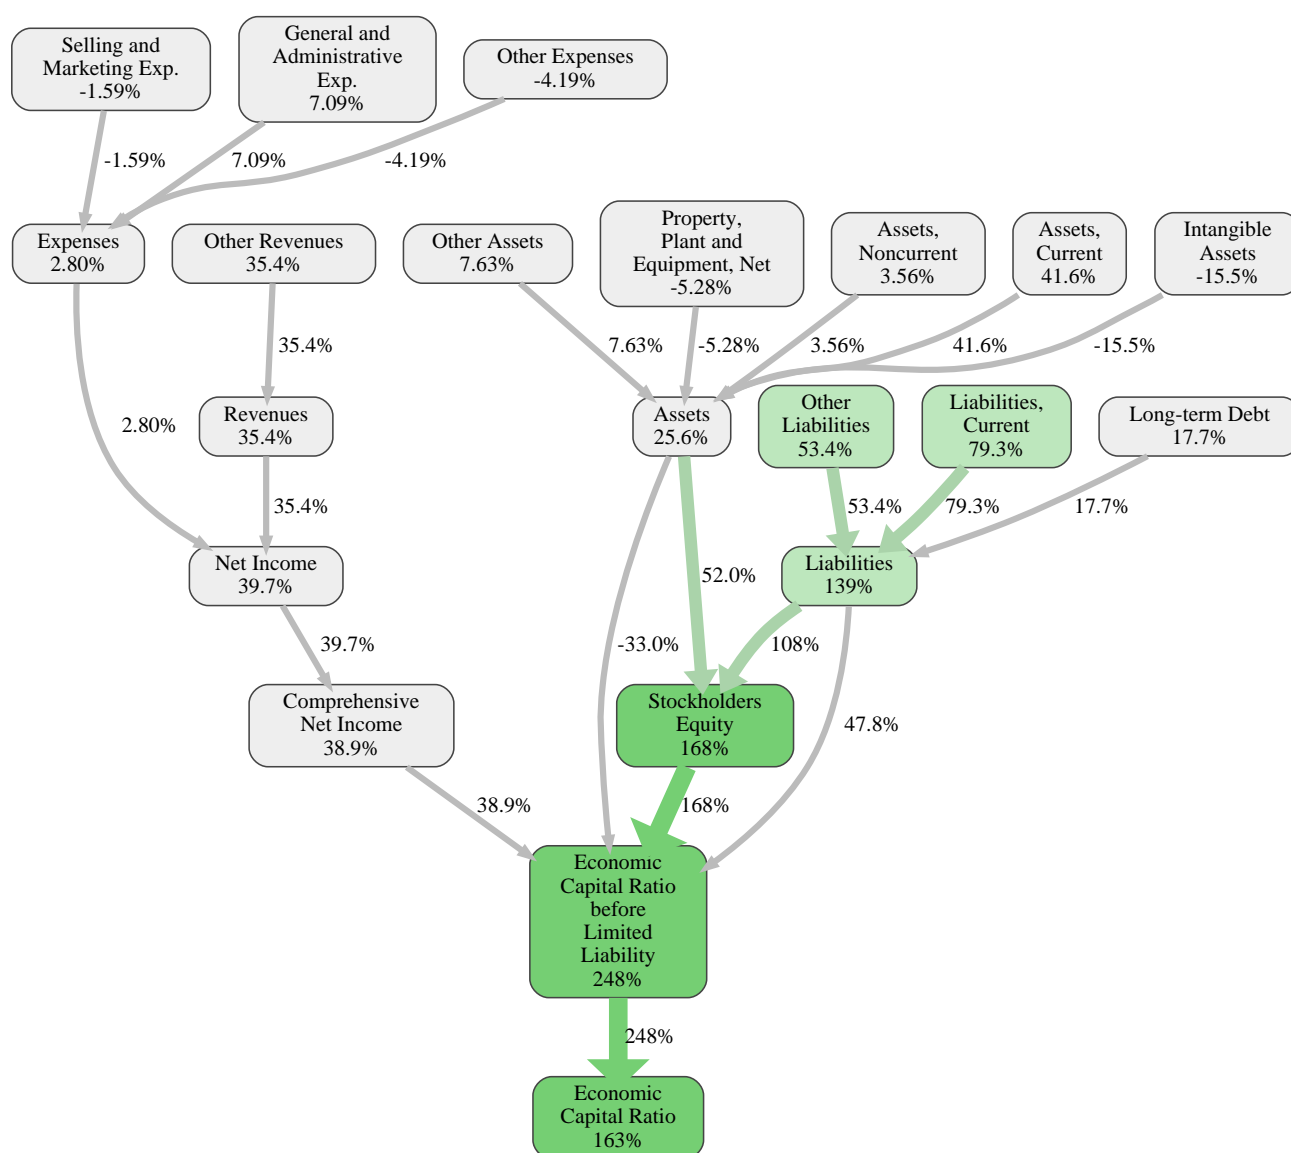 Selling and
Marketing Exp.
-1.59%
General and
Administrative
Exp.
7.09%
Other Expenses
-4.19%
-1.59%
7.09%
-4.19%
Expenses
2.80%
Other Revenues
35.4%
Other Assets
7.63%
Property,
Plant and
Equipment, Net
-5.28%
Assets,
Noncurrent
3.56%
Assets,
Current
41.6%
Intangible
Assets
-15.5%
35.4%
7.63%
-5.28%
3.56%
41.6%
-15.5%
2.80%
Revenues
35.4%
Assets
25.6%
Other
Liabilities
53.4%
Liabilities,
Current
79.3%
Long-term Debt
17.7%
35.4%
53.4%
79.3%
17.7%
Net Income
39.7%
52.0%
Liabilities
139%
39.7%
-33.0%
108%
Comprehensive
Net Income
38.9%
Stockholders
Equity
168%
47.8%
38.9%
168%
Economic
Capital Ratio
before
Limited
Liability
248%
248%
Economic
Capital Ratio
163%